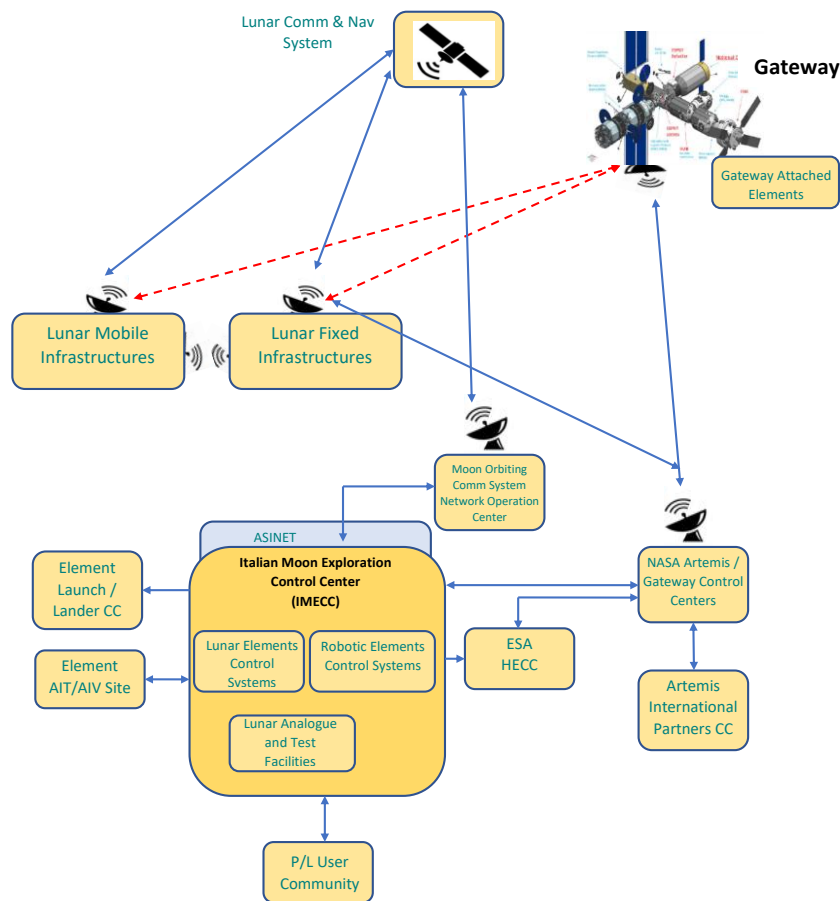 Lunar Comm & Nav
System
Gateway
Gateway Attached
Elements
Lunar Mobile
Infrastructures
Lunar Fixed
Infrastructures
Moon Orbiting
Comm System
Network Operation
Center
ASINET
Italian Moon Exploration
Control Center
(IMECC)
Element
Launch /
Lander CC
NASA Artemis /
Gateway Control
Centers
Lunar Elements
Control
Systems
Robotic Elements
Control Systems
ESA
HECC
Element
AIT/AIV Site
Artemis
International
Partners CC
Lunar Analogue
and Test
Facilities
P/L User
Community